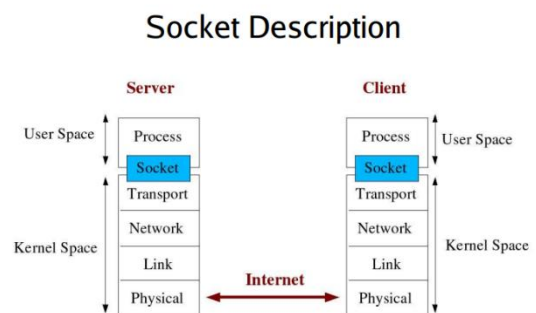 Socket Description
Server
Client
User Space
Process
Process
User Space
Socket
Socket
Transport
Transport
Network
Network
Kernel Space
Kernel Space
Link
Link
Internet
Physical
Physical